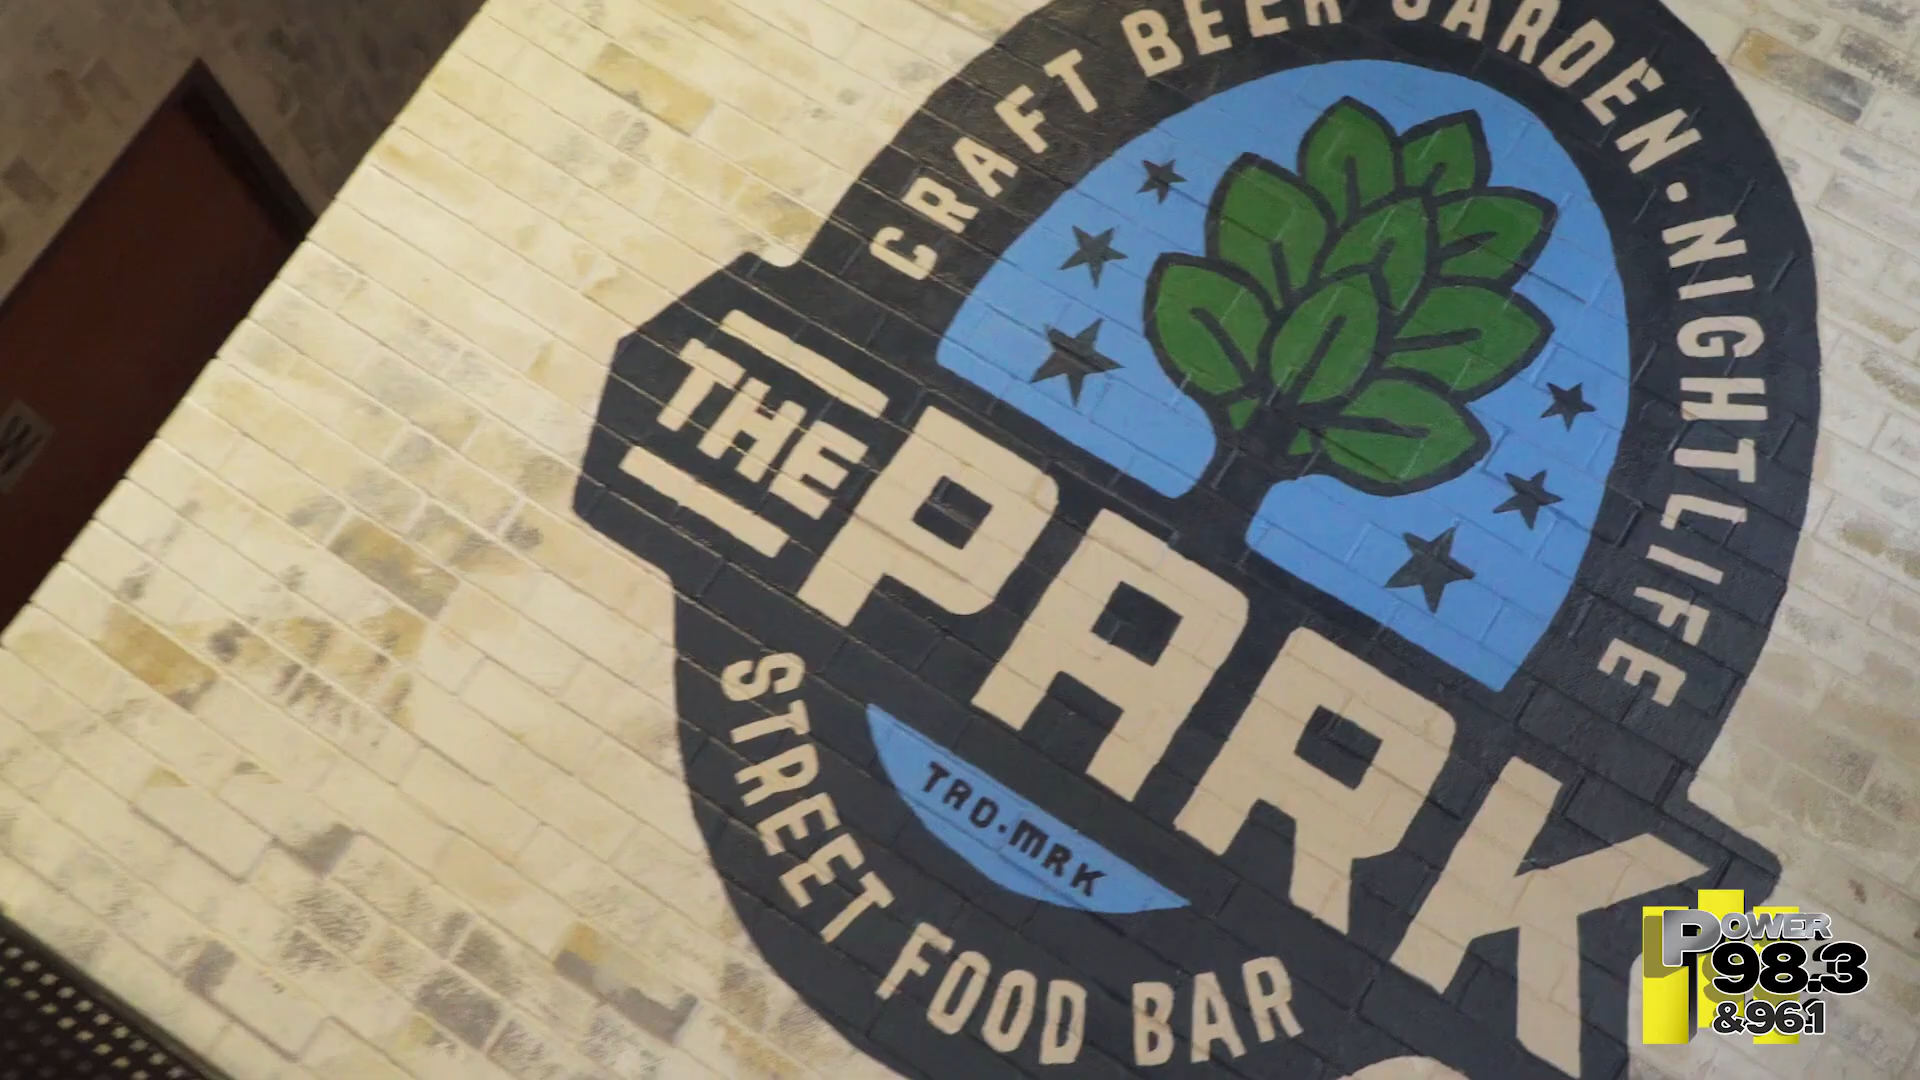 CRAFT BEER GARDEN · NIGHTLIFE
THE
PARK
TRD·MRK
STREET FOOD BAR
POWER
98.3
&96.1